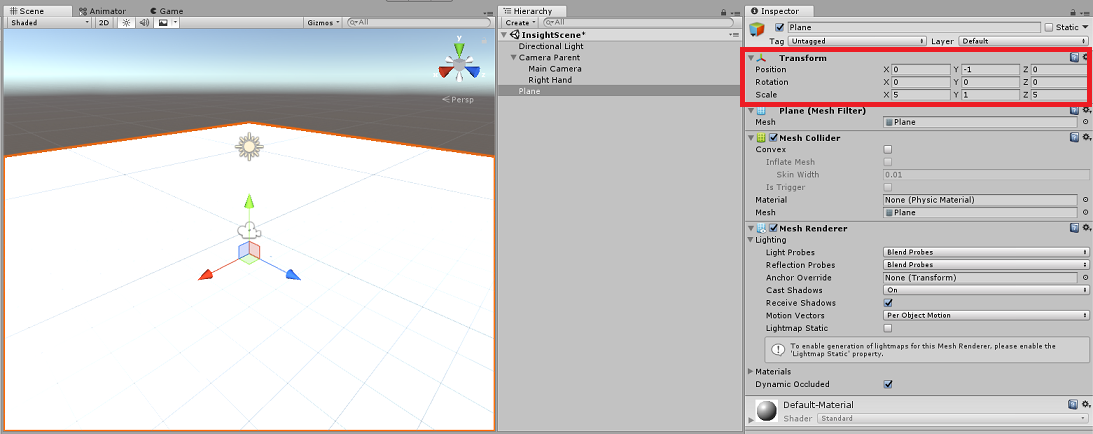 Scene
Animator
Game
Shaded
2D
Gizmos
All
y
x
z
Persp
Hierarchy
Create
All
InsightScene*
Directional Light
Camera Parent
Main Camera
Right Hand
Plane
Inspector
Plane
Static
Tag Untagged Layer Default
Transform
Position X 0 Y -1 Z 0
Rotation X 0 Y 0 Z 0
Scale X 5 Y 1 Z 5
Plane (Mesh Filter)
Mesh Plane
Mesh Collider
Convex
Inflate Mesh
Skin Width 0.01
Is Trigger
Material None (Physic Material)
Mesh Plane
Mesh Renderer
Lighting
Light Probes Blend Probes
Reflection Probes Blend Probes
Anchor Override None (Transform)
Cast Shadows On
Receive Shadows
Motion Vectors Per Object Motion
Lightmap Static
To enable generation of lightmaps for this Mesh Renderer, please enable the
'Lightmap Static' property.
Materials
Dynamic Occluded
Default-Material
Shader Standard